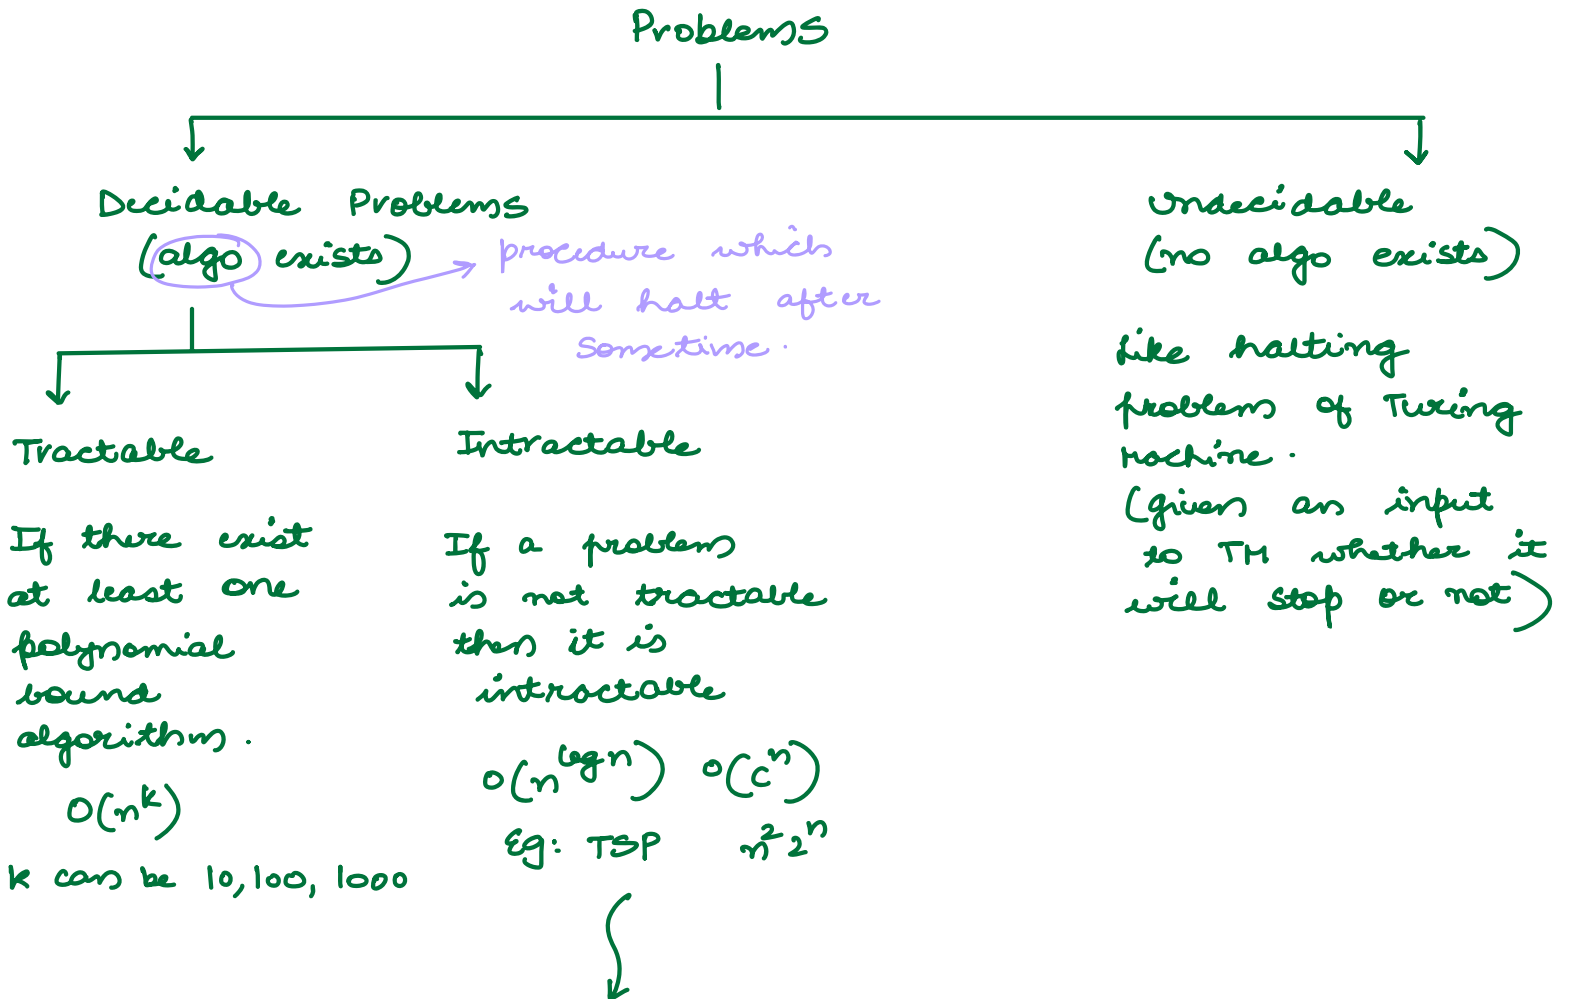 Problems
Decidable Problems
(algo exists)
procedure which
will halt after
sometime.
Undecidable
(no algo exists)
Like halting
problem of Turing
Machine.
(given an input
to TM whether it
will stop or not)
Tractable
If there exist
at least one
polynomial
bound
algorithm.
O(n^k)
k can be 10,100, 1000
Intractable
If a problem
is not tractable
then it is
intractable
O(n^log n) O(c^n)
Eg: TSP n^2 2^n